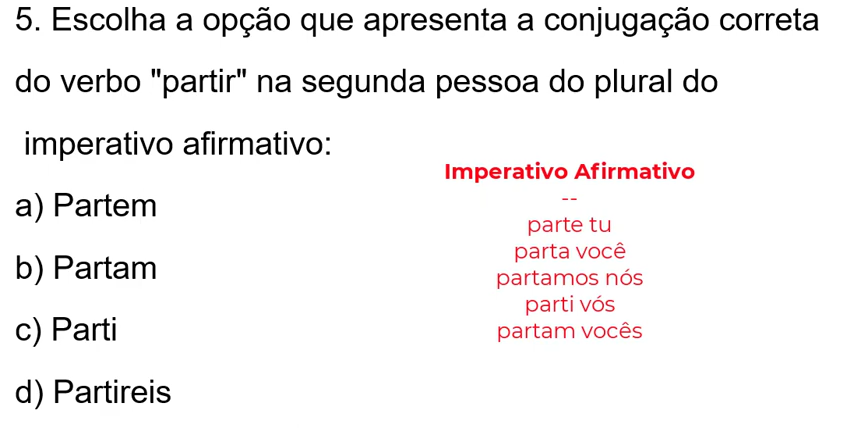 5. Escolha a opção que apresenta a conjugação correta
do verbo "partir" na segunda pessoa do plural do
imperativo afirmativo:
a) Partem
b) Partam
c) Parti
d) Partireis
Imperativo Afirmativo
--
parte tu
parta você
partamos nós
parti vós
partam vocês